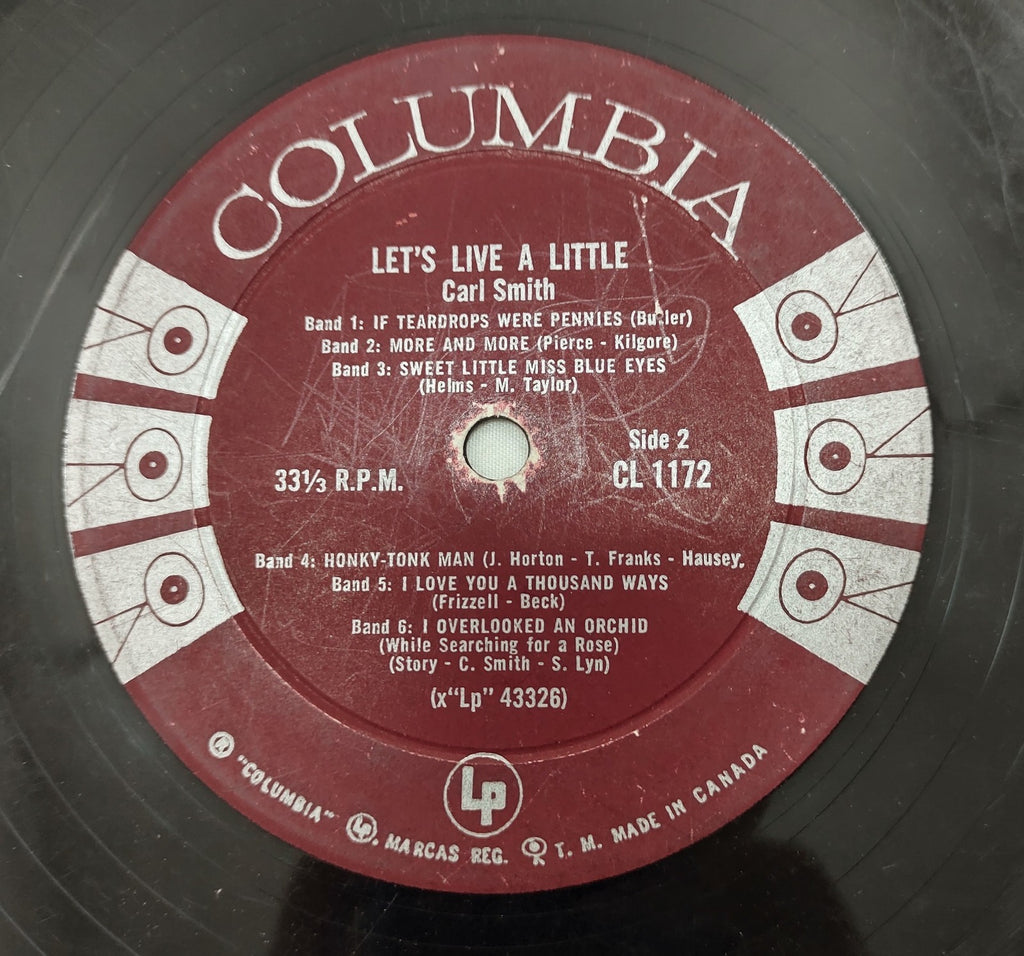 COLUMBIA
LET'S LIVE A LITTLE
Carl Smith
Band 1: IF TEARDROPS WERE PENNIES (Butler)
Band 2: MORE AND MORE (Pierce - Kilgore)
Band 3: SWEET LITTLE MISS BLUE EYES
(Helms - M. Taylor)
Side 2
33⅓ R.P.M.
CL 1172
Band 4: HONKY-TONK MAN (J. Horton - T. Franks - Hausey,
Band 5: I LOVE YOU A THOUSAND WAYS
(Frizzell - Beck)
Band 6: I OVERLOOKED AN ORCHID
(While Searching for a Rose)
(Story - C. Smith - S. Lyn)
(x"Lp" 43326)
Lp
® "COLUMBIA" Lp. MARCAS REG. T. M. MADE IN CANADA